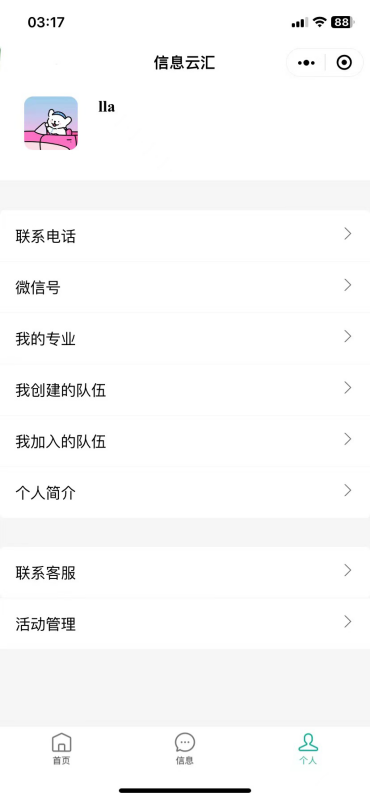 03:17
88
信息云汇
lla
联系电话
微信号
我的专业
我创建的队伍
我加入的队伍
个人简介
联系客服
活动管理
首页
信息
个人